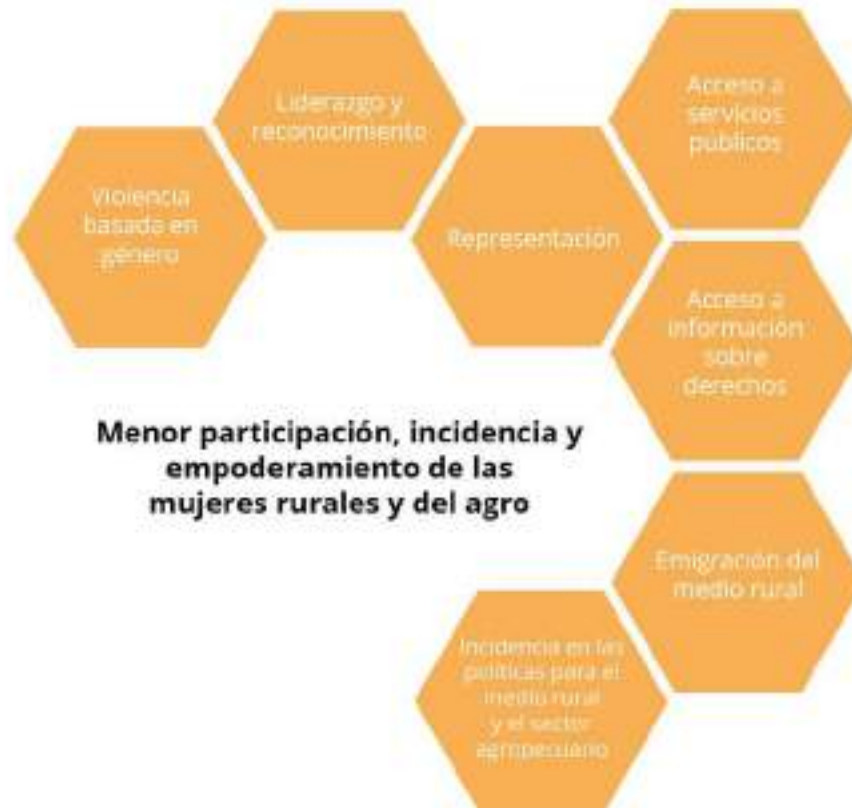 Liderazgo y
reconocimiento
Acceso a
servicios
públicos
Violencia
basada en
género
Representación
Acceso a
información
sobre
derechos
Menor participación, incidencia y
empoderamiento de las
mujeres rurales y del agro
Emigración del
medio rural
Incidencia en las
políticas para el
medio rural
y el sector
agropecuario